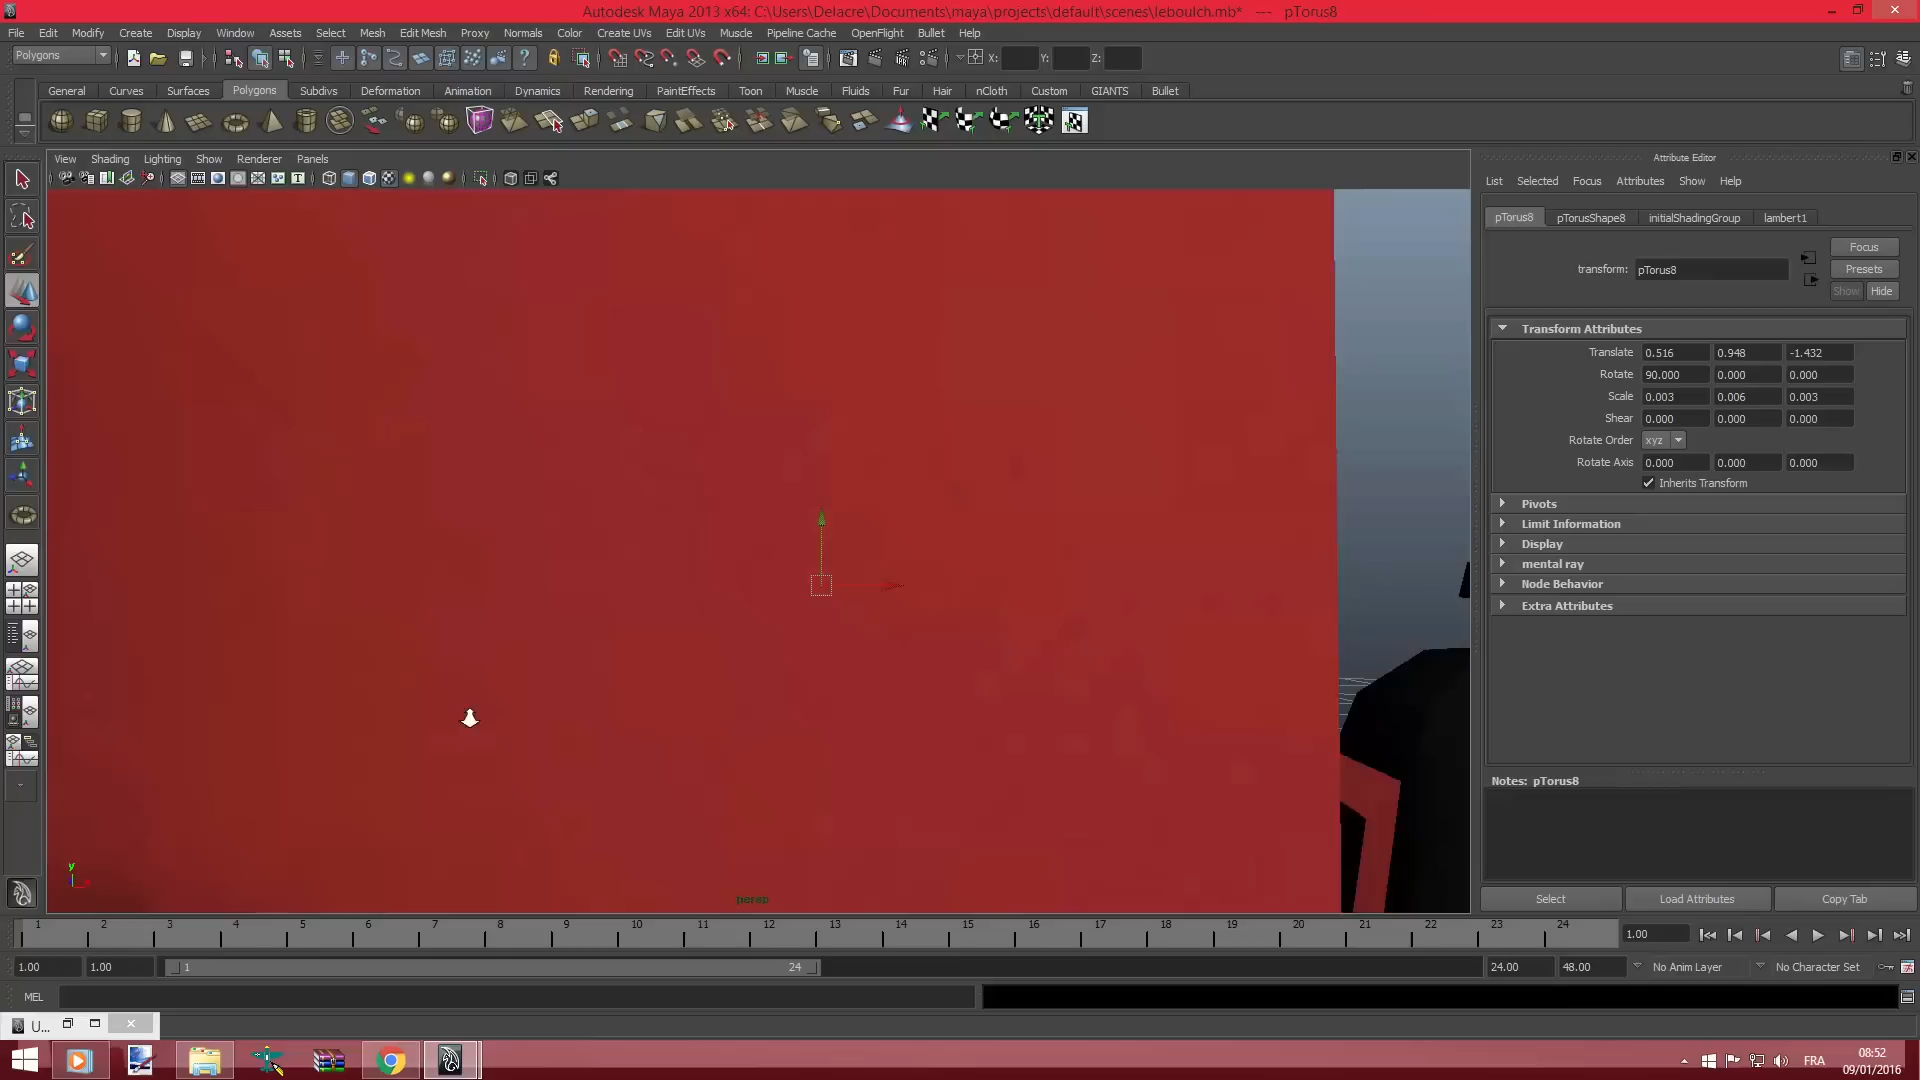 Autodesk Maya 2013 x64: C:\Users\Delacre\Documents\maya\projects\default\scenes\leboulch.mb*   ---   pTorus8
File Edit Modify Create Display Window Assets Select Mesh Edit Mesh Proxy Normals Color Create UVs Edit UVs Muscle Pipeline Cache OpenFlight Bullet Help
Polygons X: Y: Z:
General Curves Surfaces Polygons Subdivs Deformation Animation Dynamics Rendering PaintEffects Toon Muscle Fluids Fur Hair nCloth Custom GIANTS Bullet
View Shading Lighting Show Renderer Panels
Attribute Editor
List Selected Focus Attributes Show Help
pTorus8 pTorusShape8 initialShadingGroup lambert1
Focus
transform: pTorus8 Presets
Show Hide
Transform Attributes
Translate 0.516 0.948 -1.432
Rotate 90.000 0.000 0.000
Scale 0.003 0.006 0.003
Shear 0.000 0.000 0.000
Rotate Order xyz
Rotate Axis 0.000 0.000 0.000
Inherits Transform
Pivots
Limit Information
Display
mental ray
Node Behavior
Extra Attributes
Notes: pTorus8
y
persp
Select Load Attributes Copy Tab
1 2 3 4 5 6 7 8 9 10 11 12 13 14 15 16 17 18 19 20 21 22 23 24 1.00
1.00 1.00 1 24 24.00 48.00 No Anim Layer No Character Set
MEL
U...
FRA 08:52
09/01/2016